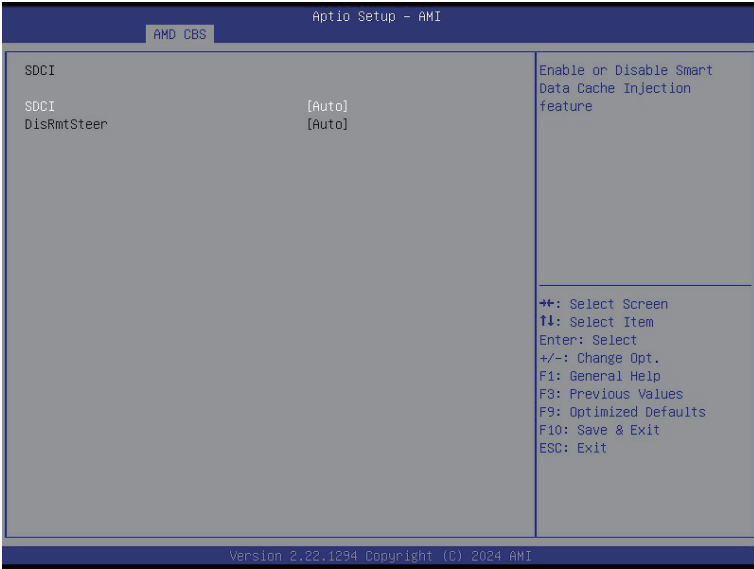 Aptio Setup – AMI
AMD CBS
SDCI
SDCI [Auto]
DisRmtSteer [Auto]
Enable or Disable Smart
Data Cache Injection
feature
→←: Select Screen
↑↓: Select Item
Enter: Select
+/-: Change Opt.
F1: General Help
F3: Previous Values
F9: Optimized Defaults
F10: Save & Exit
ESC: Exit
Version 2.22.1294 Copyright (C) 2024 AMI